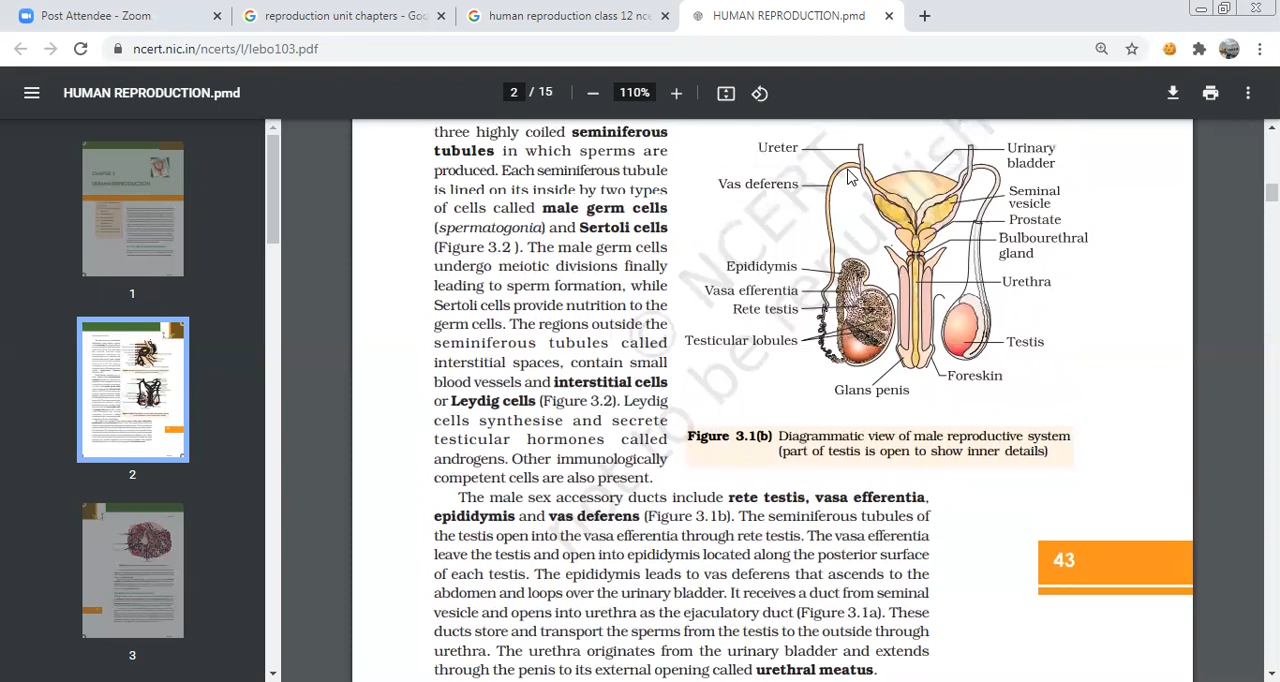 Post Attendee - Zoom
reproduction unit chapters - Goo
human reproduction class 12 nce
HUMAN REPRODUCTION.pmd
ncert.nic.in/ncerts/l/lebo103.pdf
HUMAN REPRODUCTION.pmd
2 / 15
110%
1
2
3
three highly coiled seminiferous
tubules in which sperms are
produced. Each seminiferous tubule
is lined on its inside by two types
of cells called male germ cells
(spermatogonia) and Sertoli cells
(Figure 3.2 ). The male germ cells
undergo meiotic divisions finally
leading to sperm formation, while
Sertoli cells provide nutrition to the
germ cells. The regions outside the
seminiferous tubules called
interstitial spaces, contain small
blood vessels and interstitial cells
or Leydig cells (Figure 3.2). Leydig
cells synthesise and secrete
testicular hormones called
androgens. Other immunologically
competent cells are also present.
Ureter
Vas deferens
Epididymis
Vasa efferentia
Rete testis
Testicular lobules
Glans penis
Urinary
bladder
Seminal
vesicle
Prostate
Bulbourethral
gland
Urethra
Testis
Foreskin
Figure 3.1(b) Diagrammatic view of male reproductive system
(part of testis is open to show inner details)
The male sex accessory ducts include rete testis, vasa efferentia,
epididymis and vas deferens (Figure 3.1b). The seminiferous tubules of
the testis open into the vasa efferentia through rete testis. The vasa efferentia
leave the testis and open into epididymis located along the posterior surface
of each testis. The epididymis leads to vas deferens that ascends to the
abdomen and loops over the urinary bladder. It receives a duct from seminal
vesicle and opens into urethra as the ejaculatory duct (Figure 3.1a). These
ducts store and transport the sperms from the testis to the outside through
urethra. The urethra originates from the urinary bladder and extends
through the penis to its external opening called urethral meatus.
43
© NCERT